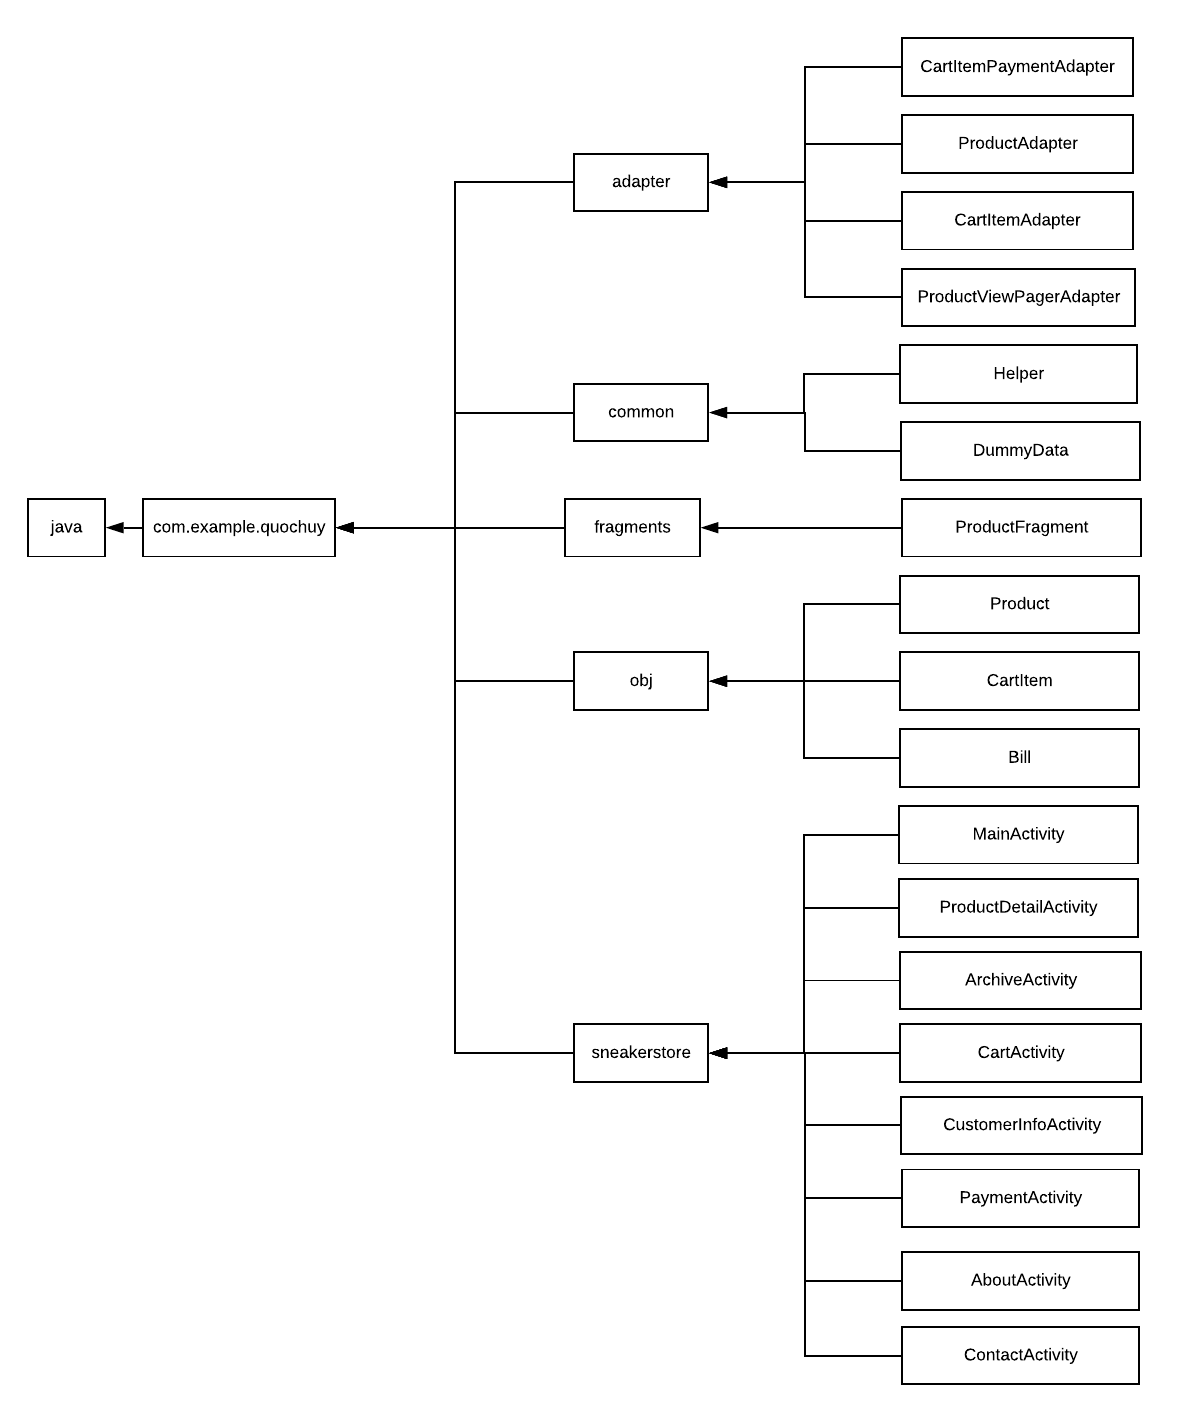 java
com.example.quochuy
adapter
CartItemPaymentAdapter
ProductAdapter
CartItemAdapter
ProductViewPagerAdapter
common
Helper
DummyData
fragments
ProductFragment
obj
Product
CartItem
Bill
sneakerstore
MainActivity
ProductDetailActivity
ArchiveActivity
CartActivity
CustomerInfoActivity
PaymentActivity
AboutActivity
ContactActivity